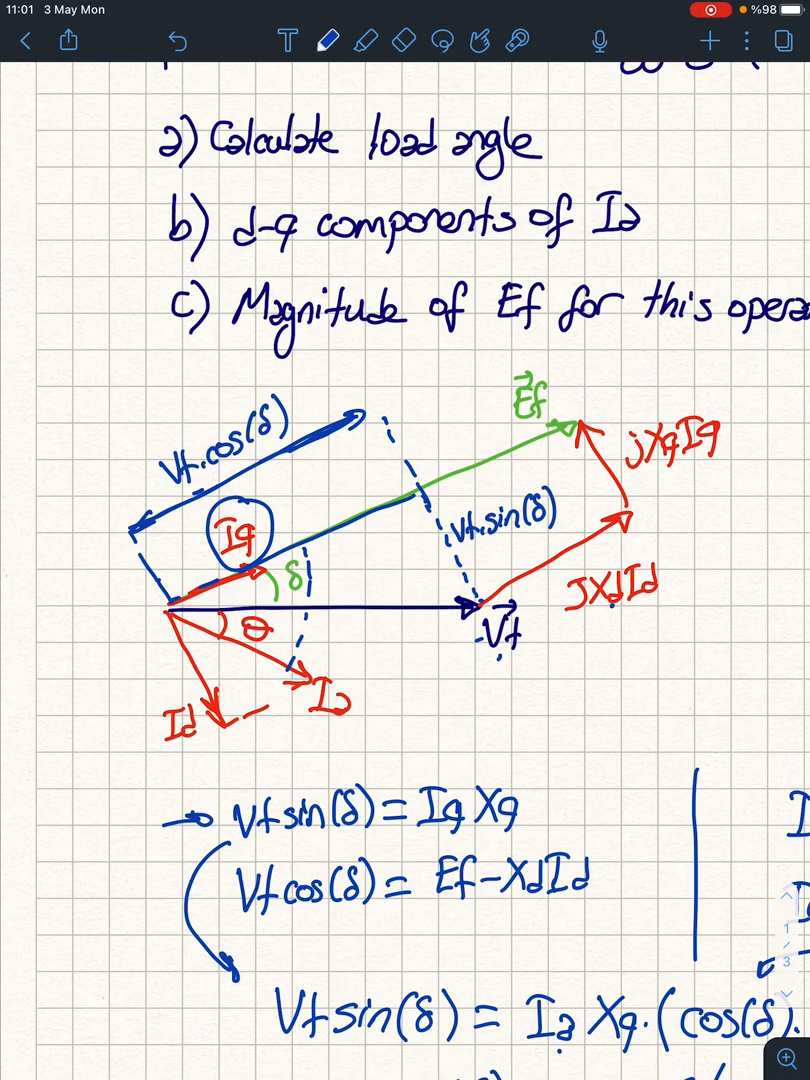 11:01 3 May Mon
%98
T
a) Calculate load angle
b) d-q components of Ia
c) Magnitude of Ef for this opera
Ef
Vt.cos(δ)
jXqIq
Iq
Vt.sin(δ)
δ
JXdId
θ
Vt
Id
Ia
→ Vt sin(δ) = Iq Xq
Vt cos(δ) = Ef - XdId
1
/
3
Vt sin(δ) = Ia Xq. (cos(δ).